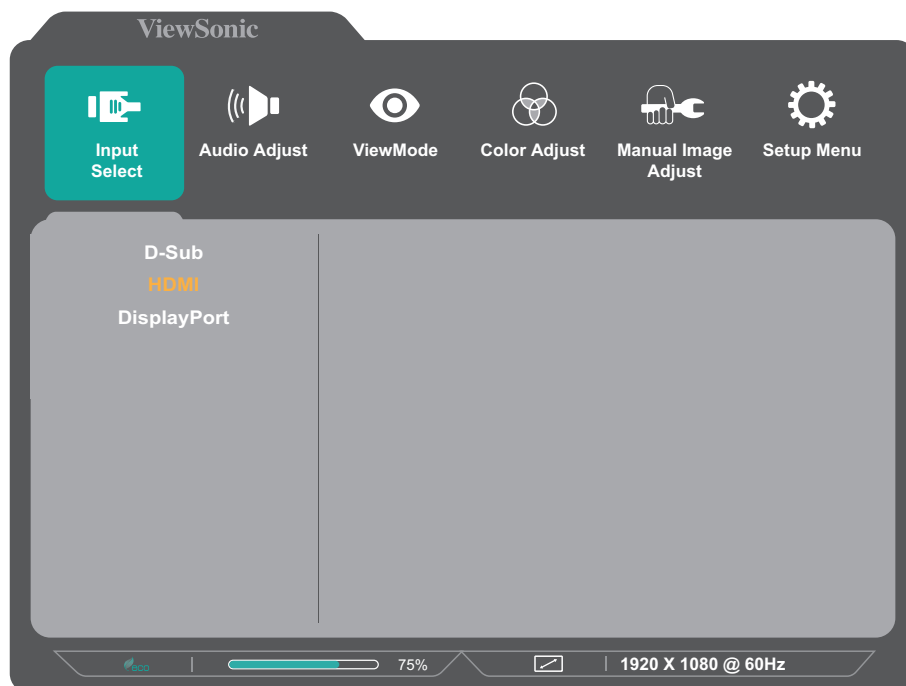 ViewSonic
Input
Select
Audio Adjust
ViewMode
Color Adjust
Manual Image
Adjust
Setup Menu
D-Sub
HDMI
DisplayPort
eco
75%
1920 X 1080 @ 60Hz